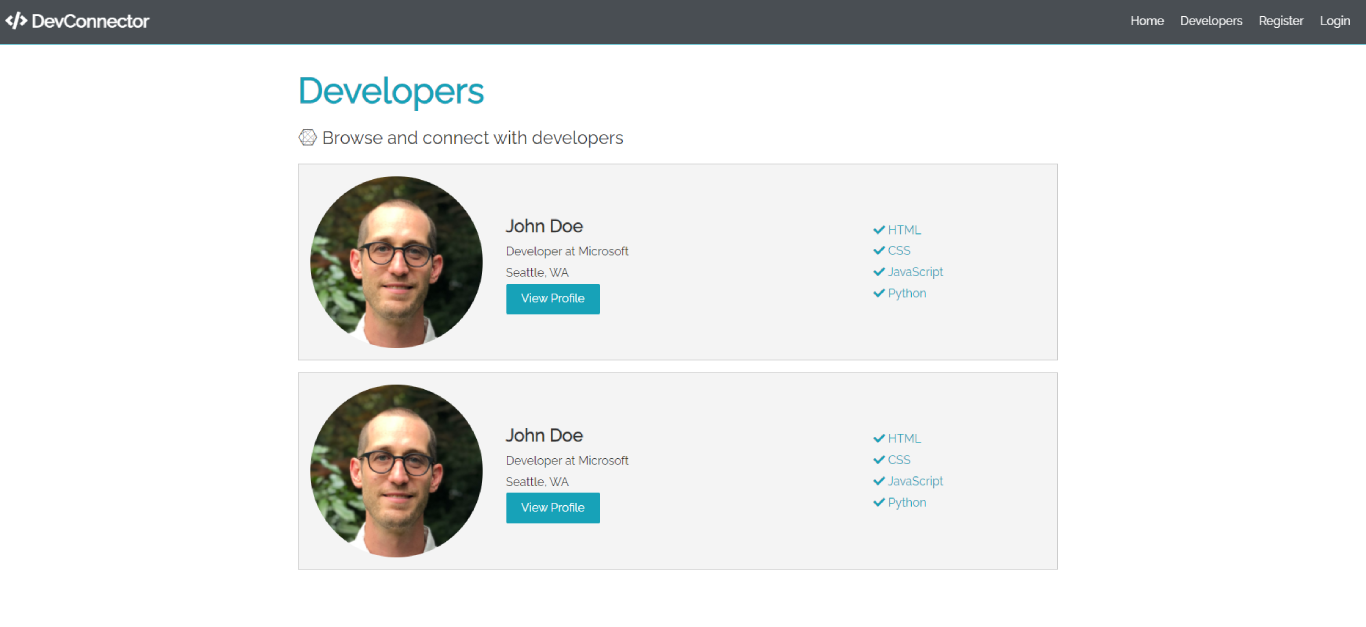 DevConnector
Home Developers Register Login
Developers
Browse and connect with developers
John Doe
Developer at Microsoft
Seattle, WA
View Profile
HTML
CSS
JavaScript
Python
John Doe
Developer at Microsoft
Seattle, WA
View Profile
HTML
CSS
JavaScript
Python